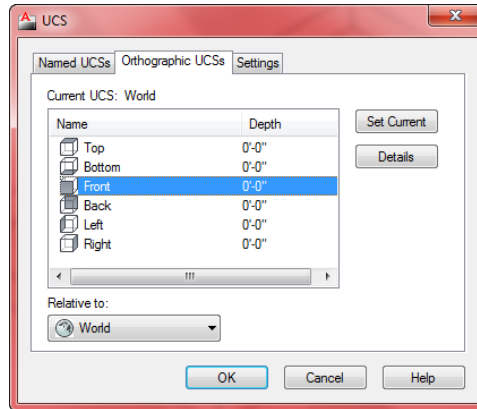 UCS
Named UCSs Orthographic UCSs Settings
Current UCS: World
Name Depth Set Current
Top 0'-0"
Bottom 0'-0" Details
Front 0'-0"
Back 0'-0"
Left 0'-0"
Right 0'-0"
Relative to:
World
OK Cancel Help